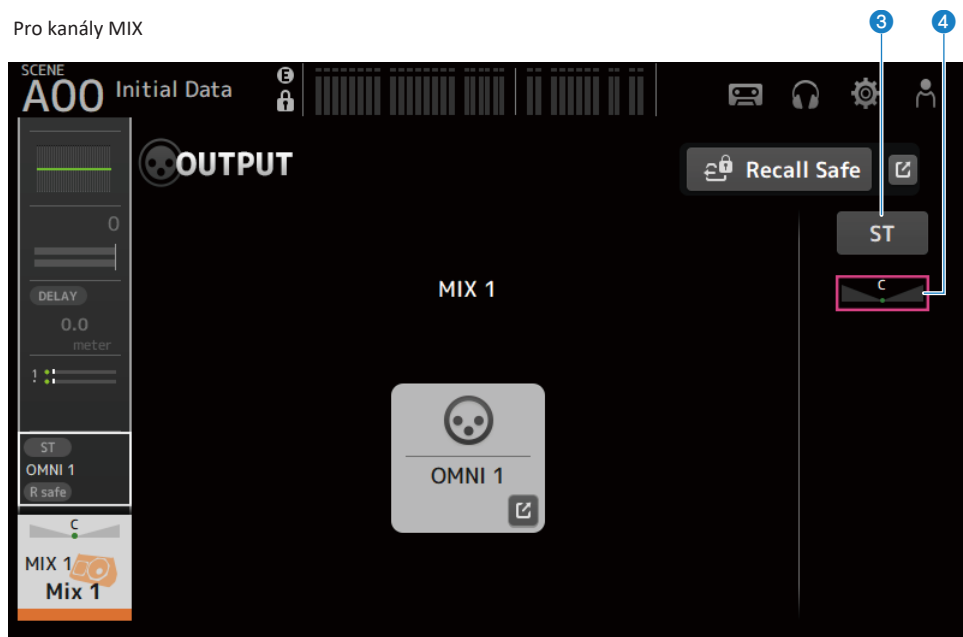 Pro kanály MIX
3
4
SCENE
A00 Initial Data
E
OUTPUT
Recall Safe
0
ST
DELAY
MIX 1
C
0.0
meter
!
ST
OMNI 1
OMNI 1
R safe
C
MIX 1
Mix 1